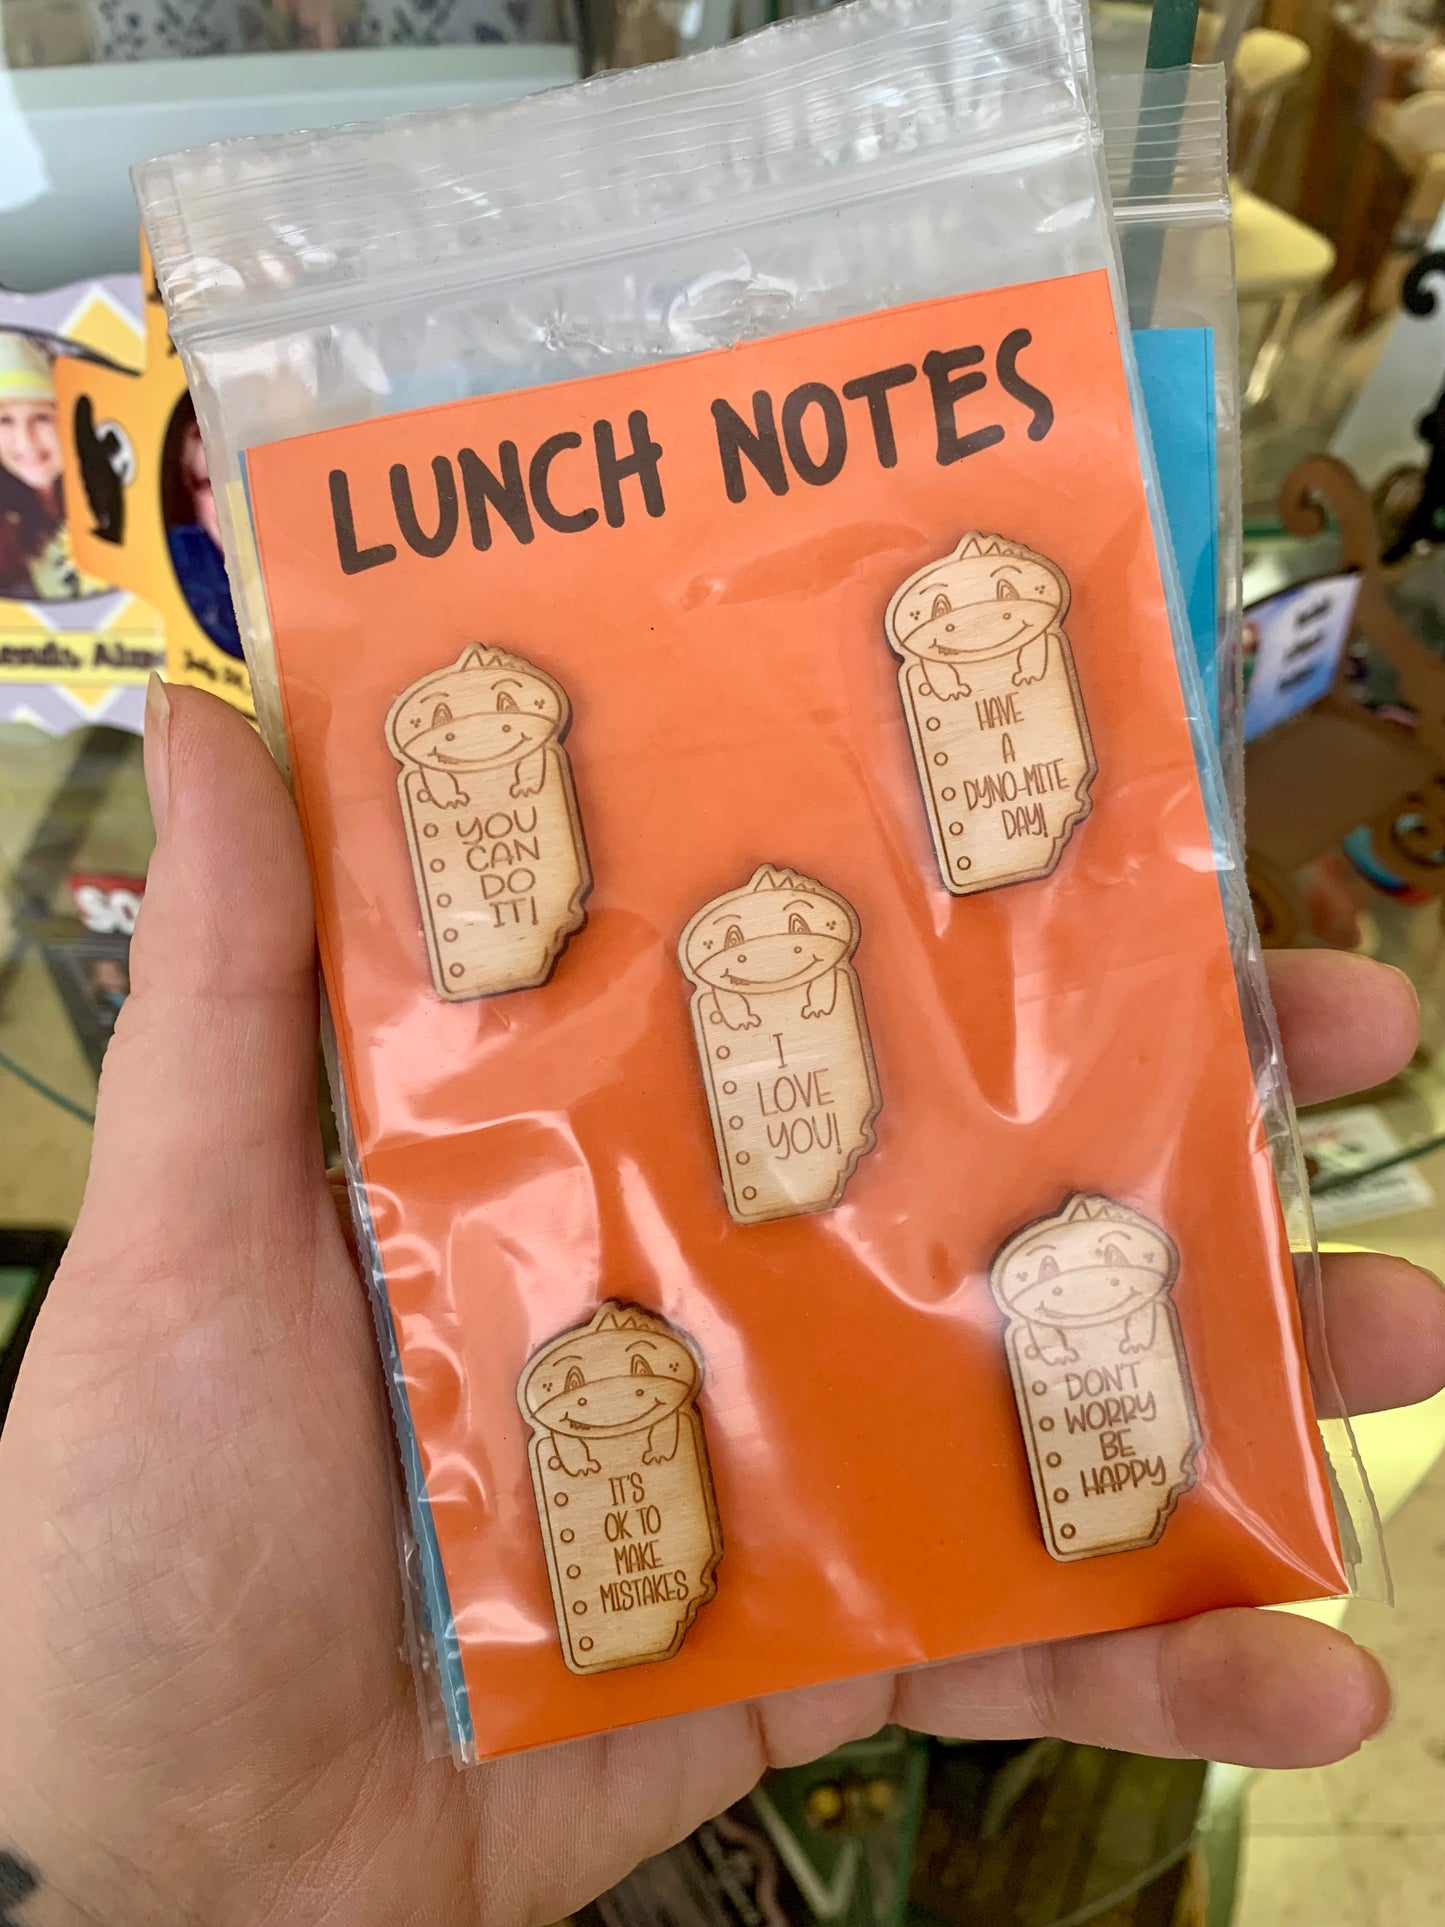 LUNCH NOTES
YOU
CAN
DO
IT!
HAVE
A
DYNO-MITE
DAY!
I
LOVE
YOU!
IT'S
OK TO
MAKE
MISTAKES
DON'T
WORRY
BE
HAPPY